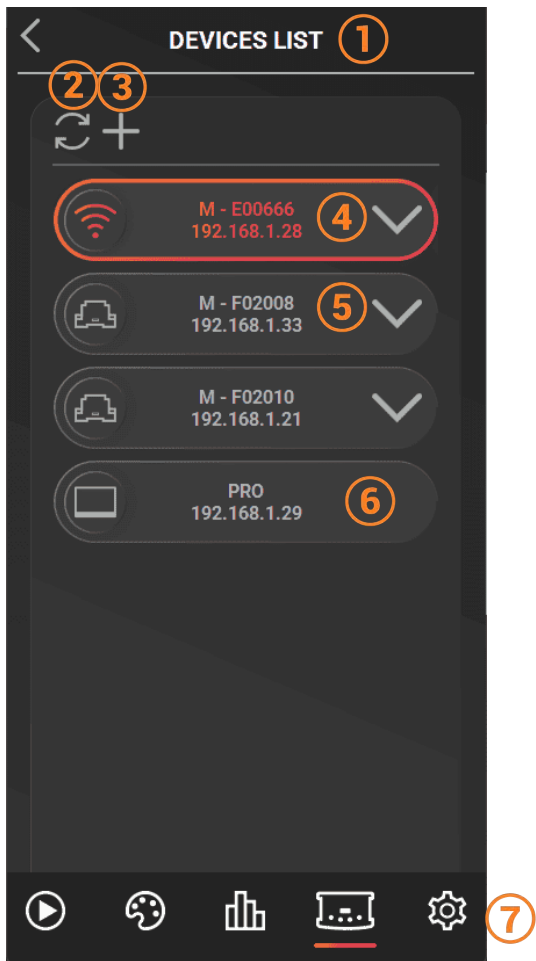 DEVICES LIST 1
2 3
M - E00666
192.168.1.28
4
M - F02008
192.168.1.33
5
M - F02010
192.168.1.21
PRO
192.168.1.29
6
7